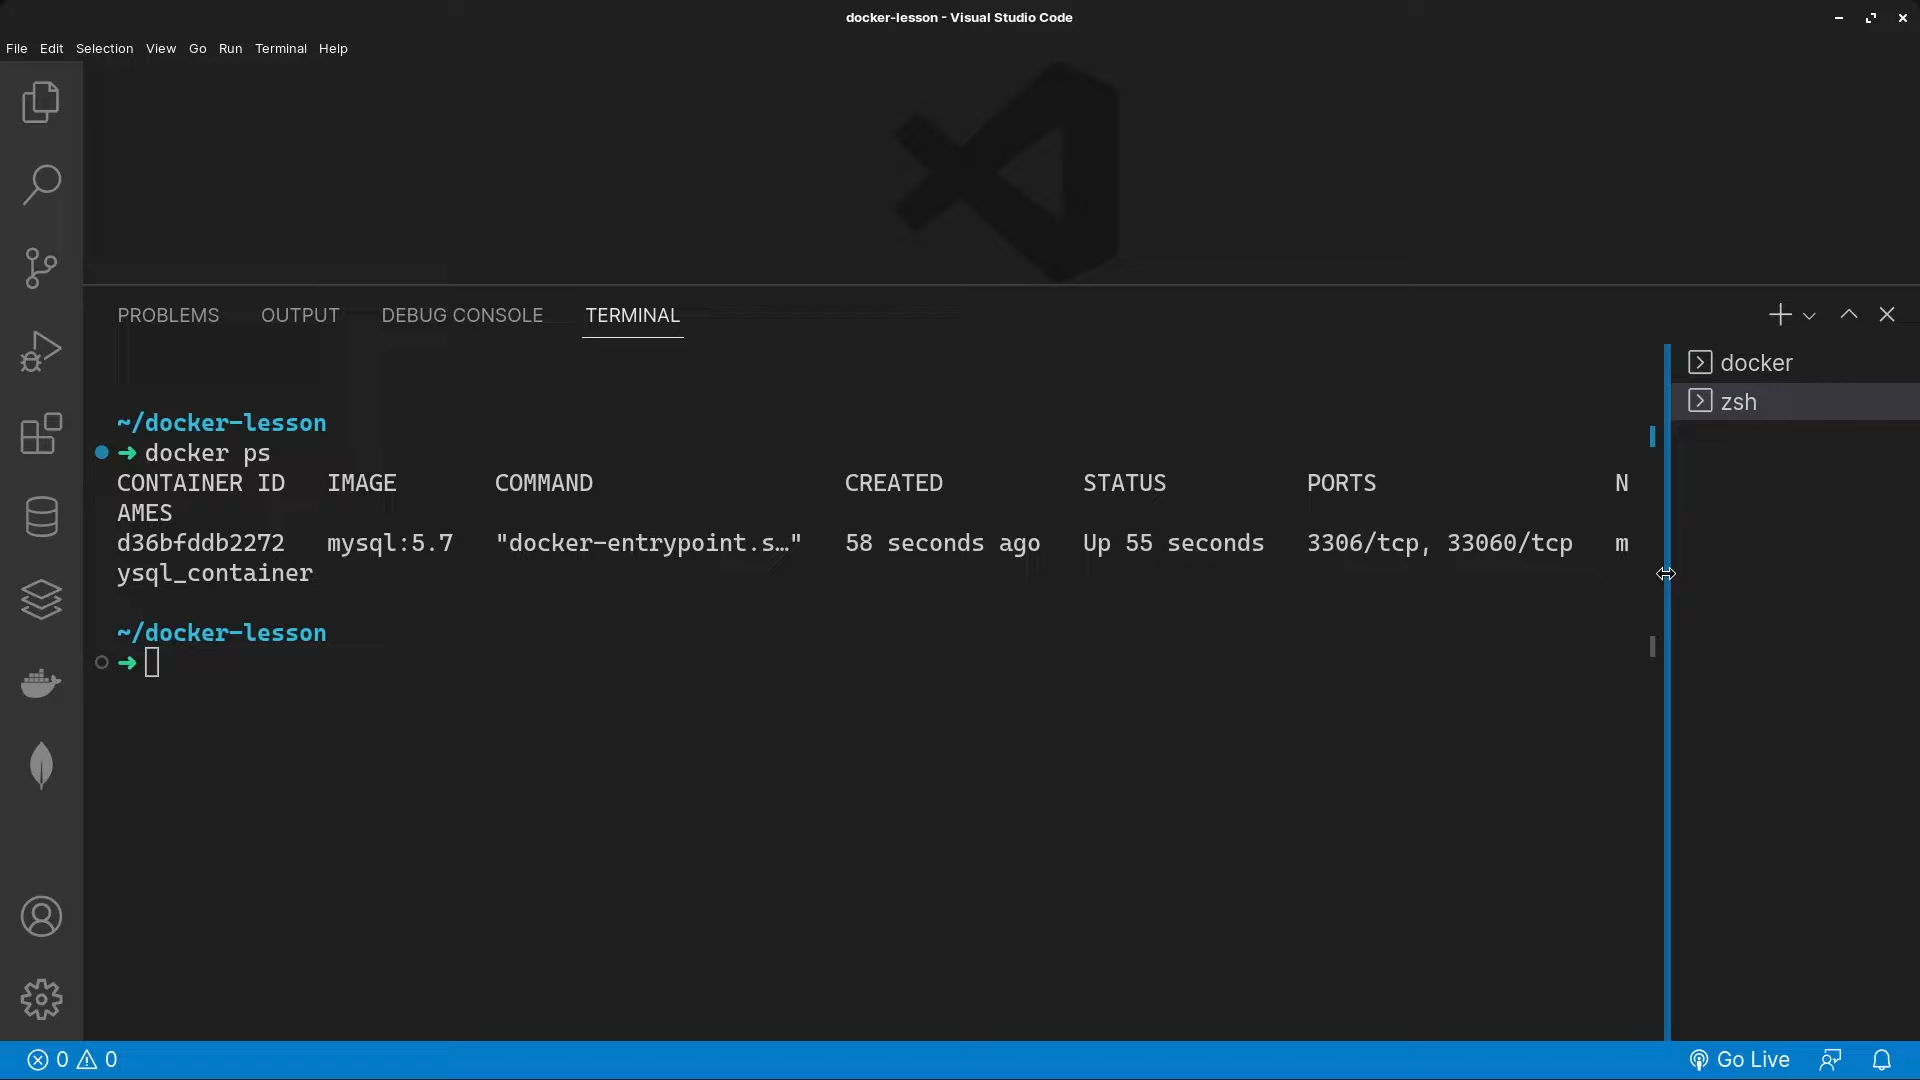 docker-lesson - Visual Studio Code
File Edit Selection View Go Run Terminal Help
PROBLEMS OUTPUT DEBUG CONSOLE TERMINAL
docker
zsh
~/docker-lesson
➜ docker ps
CONTAINER ID   IMAGE       COMMAND                  CREATED          STATUS          PORTS                 N
AMES
d36bfddb2272   mysql:5.7   "docker-entrypoint.s…"   58 seconds ago   Up 55 seconds   3306/tcp, 33060/tcp   m
ysql_container
~/docker-lesson
➜
0 0 Go Live